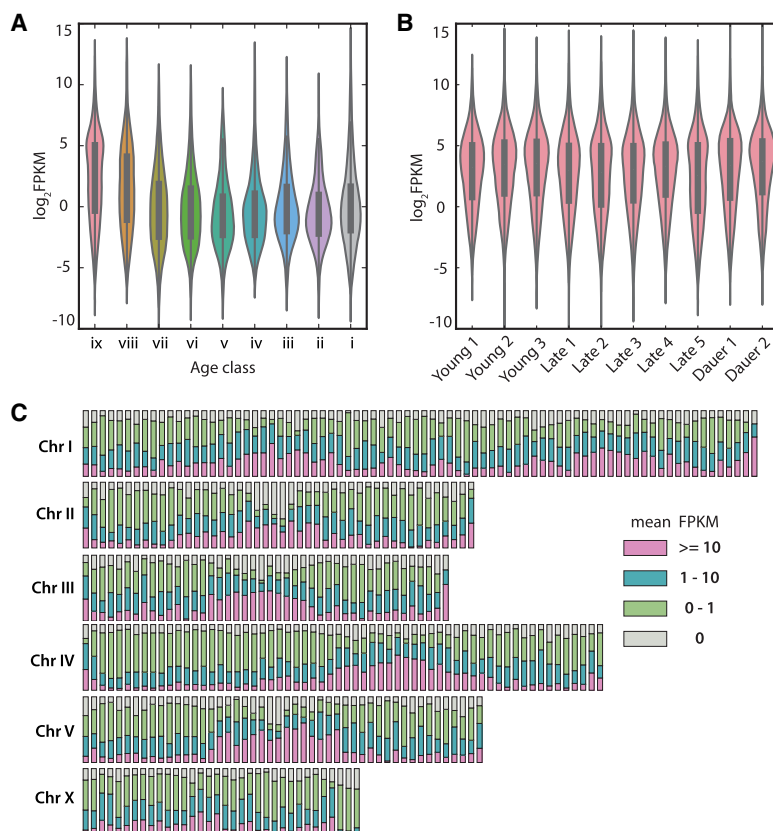 A
15
10
5
0
-5
-10
log2FPKM
ix viii vii vi v iv iii ii i
Age class
B
15
10
5
0
-5
-10
log2FPKM
Young 1 Young 2 Young 3 Late 1 Late 2 Late 3 Late 4 Late 5 Dauer 1 Dauer 2
C
Chr I
Chr II
Chr III
Chr IV
Chr V
Chr X
mean FPKM
>= 10
1 - 10
0 - 1
0